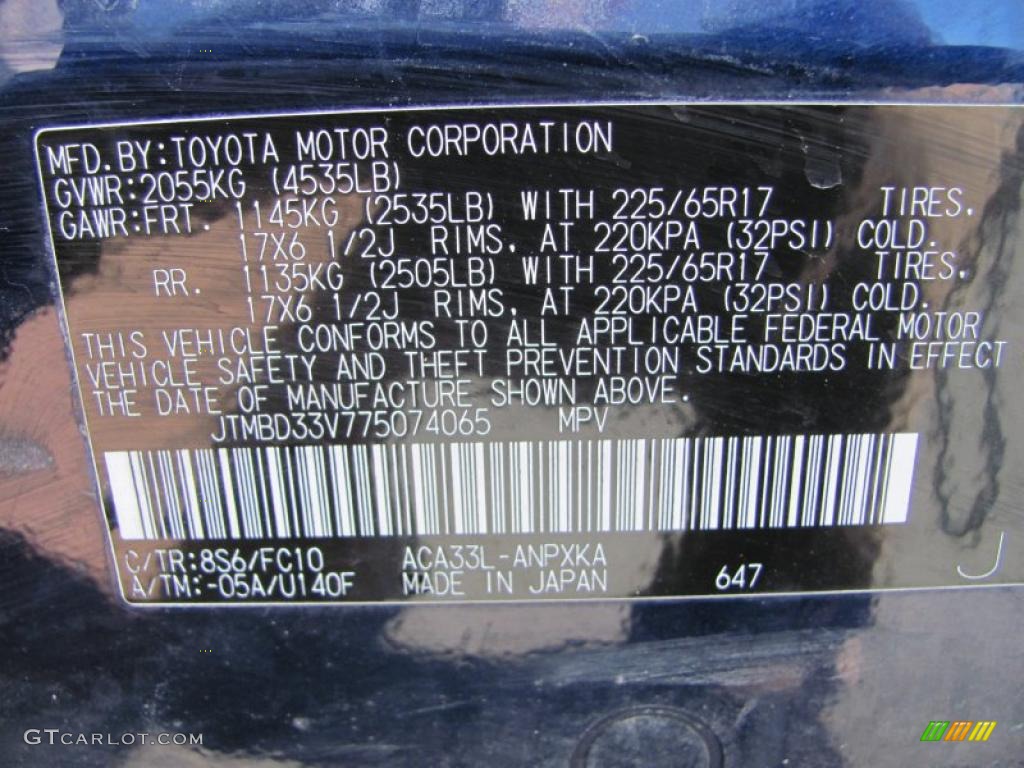 MFD.BY:TOYOTA MOTOR CORPORATION
GVWR:2055KG (4535LB)
GAWR:FRT. 1145KG (2535LB) WITH 225/65R17 TIRES.
17X6 1/2J RIMS, AT 220KPA (32PSI) COLD.
RR. 1135KG (2505LB) WITH 225/65R17 TIRES,
17X6 1/2J RIMS, AT 220KPA (32PSI) COLD.
THIS VEHICLE CONFORMS TO ALL APPLICABLE FEDERAL MOTOR
VEHICLE SAFETY AND THEFT PREVENTION STANDARDS IN EFFECT
THE DATE OF MANUFACTURE SHOWN ABOVE.
JTMBD33V775074065 MPV
C/TR:8S6/FC10 ACA33L-ANPXKA
A/TM:-05A/U140F MADE IN JAPAN 647 J
GTCARLOT.COM